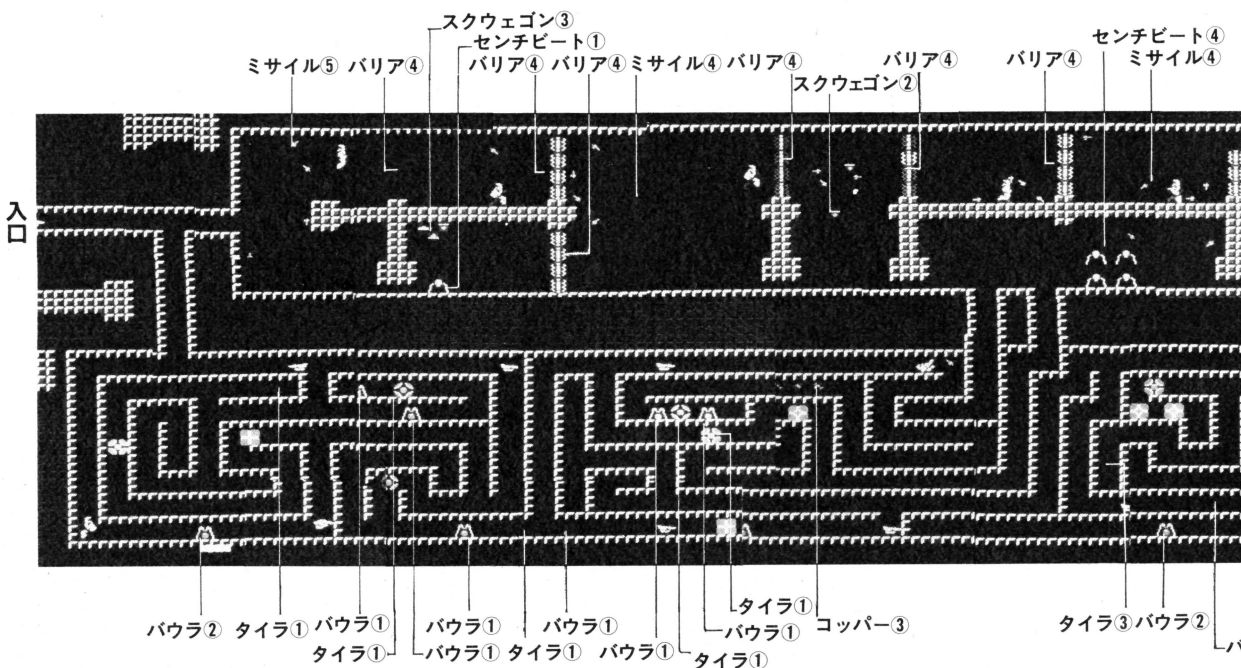 スクウェゴン③
センチビート① センチビート④
ミサイル⑤ バリア④ バリア④ バリア④ ミサイル④ バリア④ バリア④ バリア④ ミサイル④
スクウェゴン②
入口
タイラ①
バウラ② タイラ① バウラ① バウラ① バウラ① バウラ① コッパー③ タイラ③ バウラ②
タイラ① バウラ① タイラ① バウラ① タイラ① バ